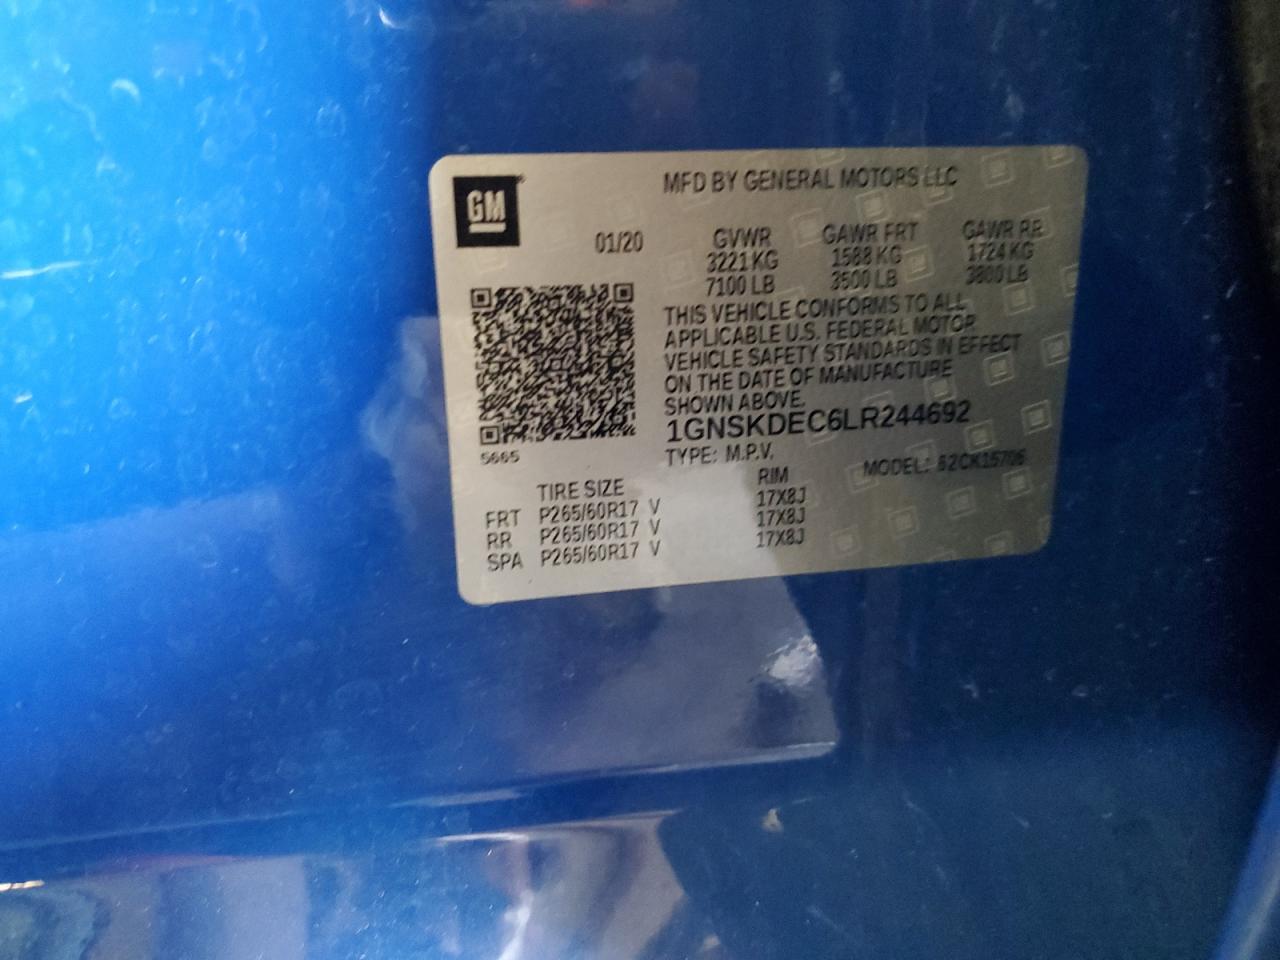 GM
MFD BY GENERAL MOTORS LLC
01/20
GVWR GAWR FRT GAWR RR
3221 KG 1588 KG 1724 KG
7100 LB 3500 LB 3800 LB
THIS VEHICLE CONFORMS TO ALL
APPLICABLE U.S. FEDERAL MOTOR
VEHICLE SAFETY STANDARDS IN EFFECT
ON THE DATE OF MANUFACTURE
SHOWN ABOVE.
1GNSKDEC6LR244692
5665
TYPE: M.P.V. MODEL: 62CK15706
TIRE SIZE RIM
FRT P265/60R17 V 17X8J
RR P265/60R17 V 17X8J
SPA P265/60R17 V 17X8J